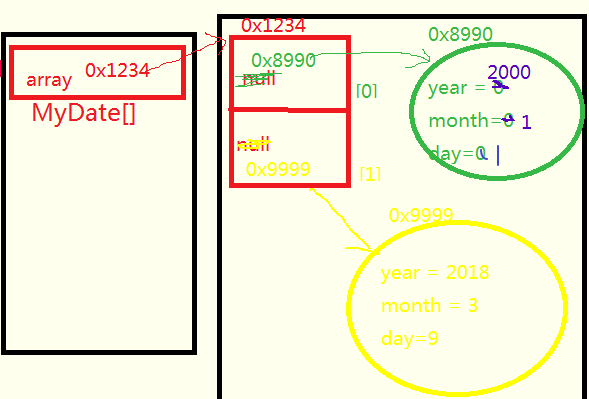 0x1234
array 0x1234
MyDate[]
0x8990
null
[0]
null
0x9999
[1]
0x8990
2000
year = 0
month=0 1
day=0 1
0x9999
year = 2018
month = 3
day=9